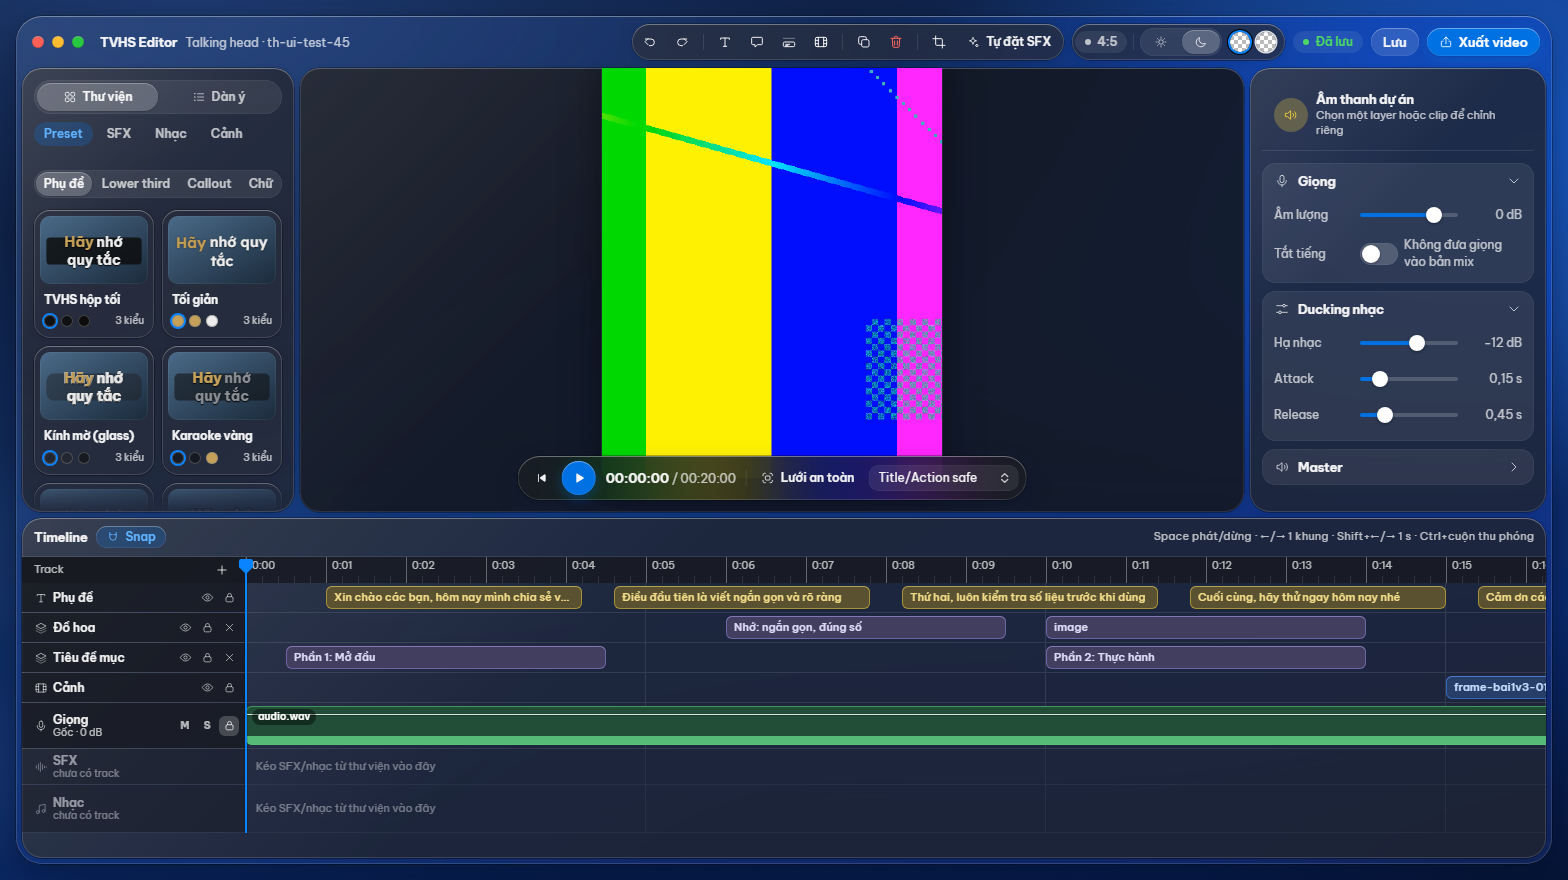 TVHS Editor Talking head · th-ui-test-45
Tự đặt SFX 4:5 Đã lưu Lưu Xuất video
Thư viện Dàn ý
Preset SFX Nhạc Cảnh
Phụ đề Lower third Callout Chữ
Hãy nhớ
quy tắc
Hãy nhớ quy
tắc
TVHS hộp tối
3 kiểu
Tối giản
3 kiểu
Hãy nhớ
quy tắc
Hãy nhớ
quy tắc
Kính mờ (glass)
3 kiểu
Karaoke vàng
3 kiểu
00:00:00 / 00:20:00 Lưới an toàn Title/Action safe
Âm thanh dự án
Chọn một layer hoặc clip để chỉnh
riêng
Giọng
Âm lượng 0 dB
Tắt tiếng Không đưa giọng
vào bản mix
Ducking nhạc
Hạ nhạc -12 dB
Attack 0,15 s
Release 0,45 s
Master
Timeline Snap Space phát/dừng · ←/→ 1 khung · Shift+←/→ 1 s · Ctrl+cuộn thu phóng
Track 0:00 0:01 0:02 0:03 0:04 0:05 0:06 0:07 0:08 0:09 0:10 0:11 0:12 0:13 0:14 0:15
Phụ đề Xin chào các bạn, hôm nay mình chia sẻ v... Điều đầu tiên là viết ngắn gọn và rõ ràng Thứ hai, luôn kiểm tra số liệu trước khi dùng Cuối cùng, hãy thử ngay hôm nay nhé Cảm ơn
Đồ hoa Nhớ: ngắn gọn, đúng số image
Tiêu đề mục Phần 1: Mở đầu Phần 2: Thực hành
Cảnh frame-bai1v3-01
Giọng M S audio.wav
Gốc · 0 dB
SFX
chưa có track
Kéo SFX/nhạc từ thư viện vào đây
Nhạc
chưa có track
Kéo SFX/nhạc từ thư viện vào đây